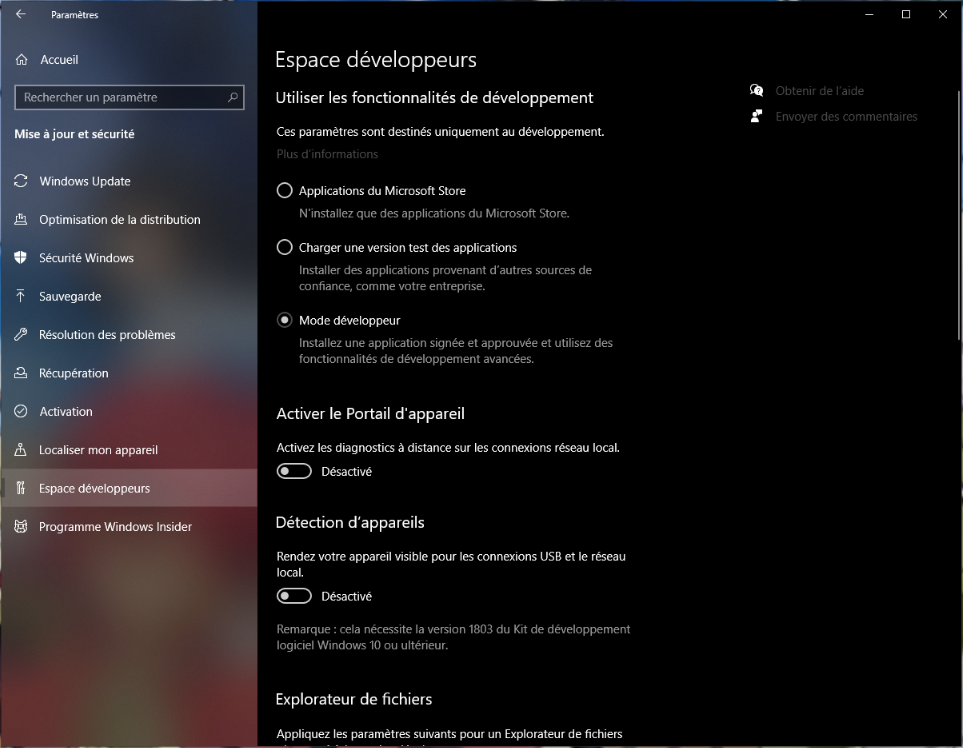 Paramètres
Accueil
Rechercher un paramètre
Mise à jour et sécurité
Windows Update
Optimisation de la distribution
Sécurité Windows
Sauvegarde
Résolution des problèmes
Récupération
Activation
Localiser mon appareil
Espace développeurs
Programme Windows Insider
Espace développeurs
Utiliser les fonctionnalités de développement
Ces paramètres sont destinés uniquement au développement.
Plus d'informations
Applications du Microsoft Store
N'installez que des applications du Microsoft Store.
Charger une version test des applications
Installer des applications provenant d'autres sources de
confiance, comme votre entreprise.
Mode développeur
Installez une application signée et approuvée et utilisez des
fonctionnalités de développement avancées.
Activer le Portail d'appareil
Activez les diagnostics à distance sur les connexions réseau local.
Désactivé
Détection d'appareils
Rendez votre appareil visible pour les connexions USB et le réseau
local.
Désactivé
Remarque : cela nécessite la version 1803 du Kit de développement
logiciel Windows 10 ou ultérieur.
Explorateur de fichiers
Appliquez les paramètres suivants pour un Explorateur de fichiers
Obtenir de l'aide
Envoyer des commentaires